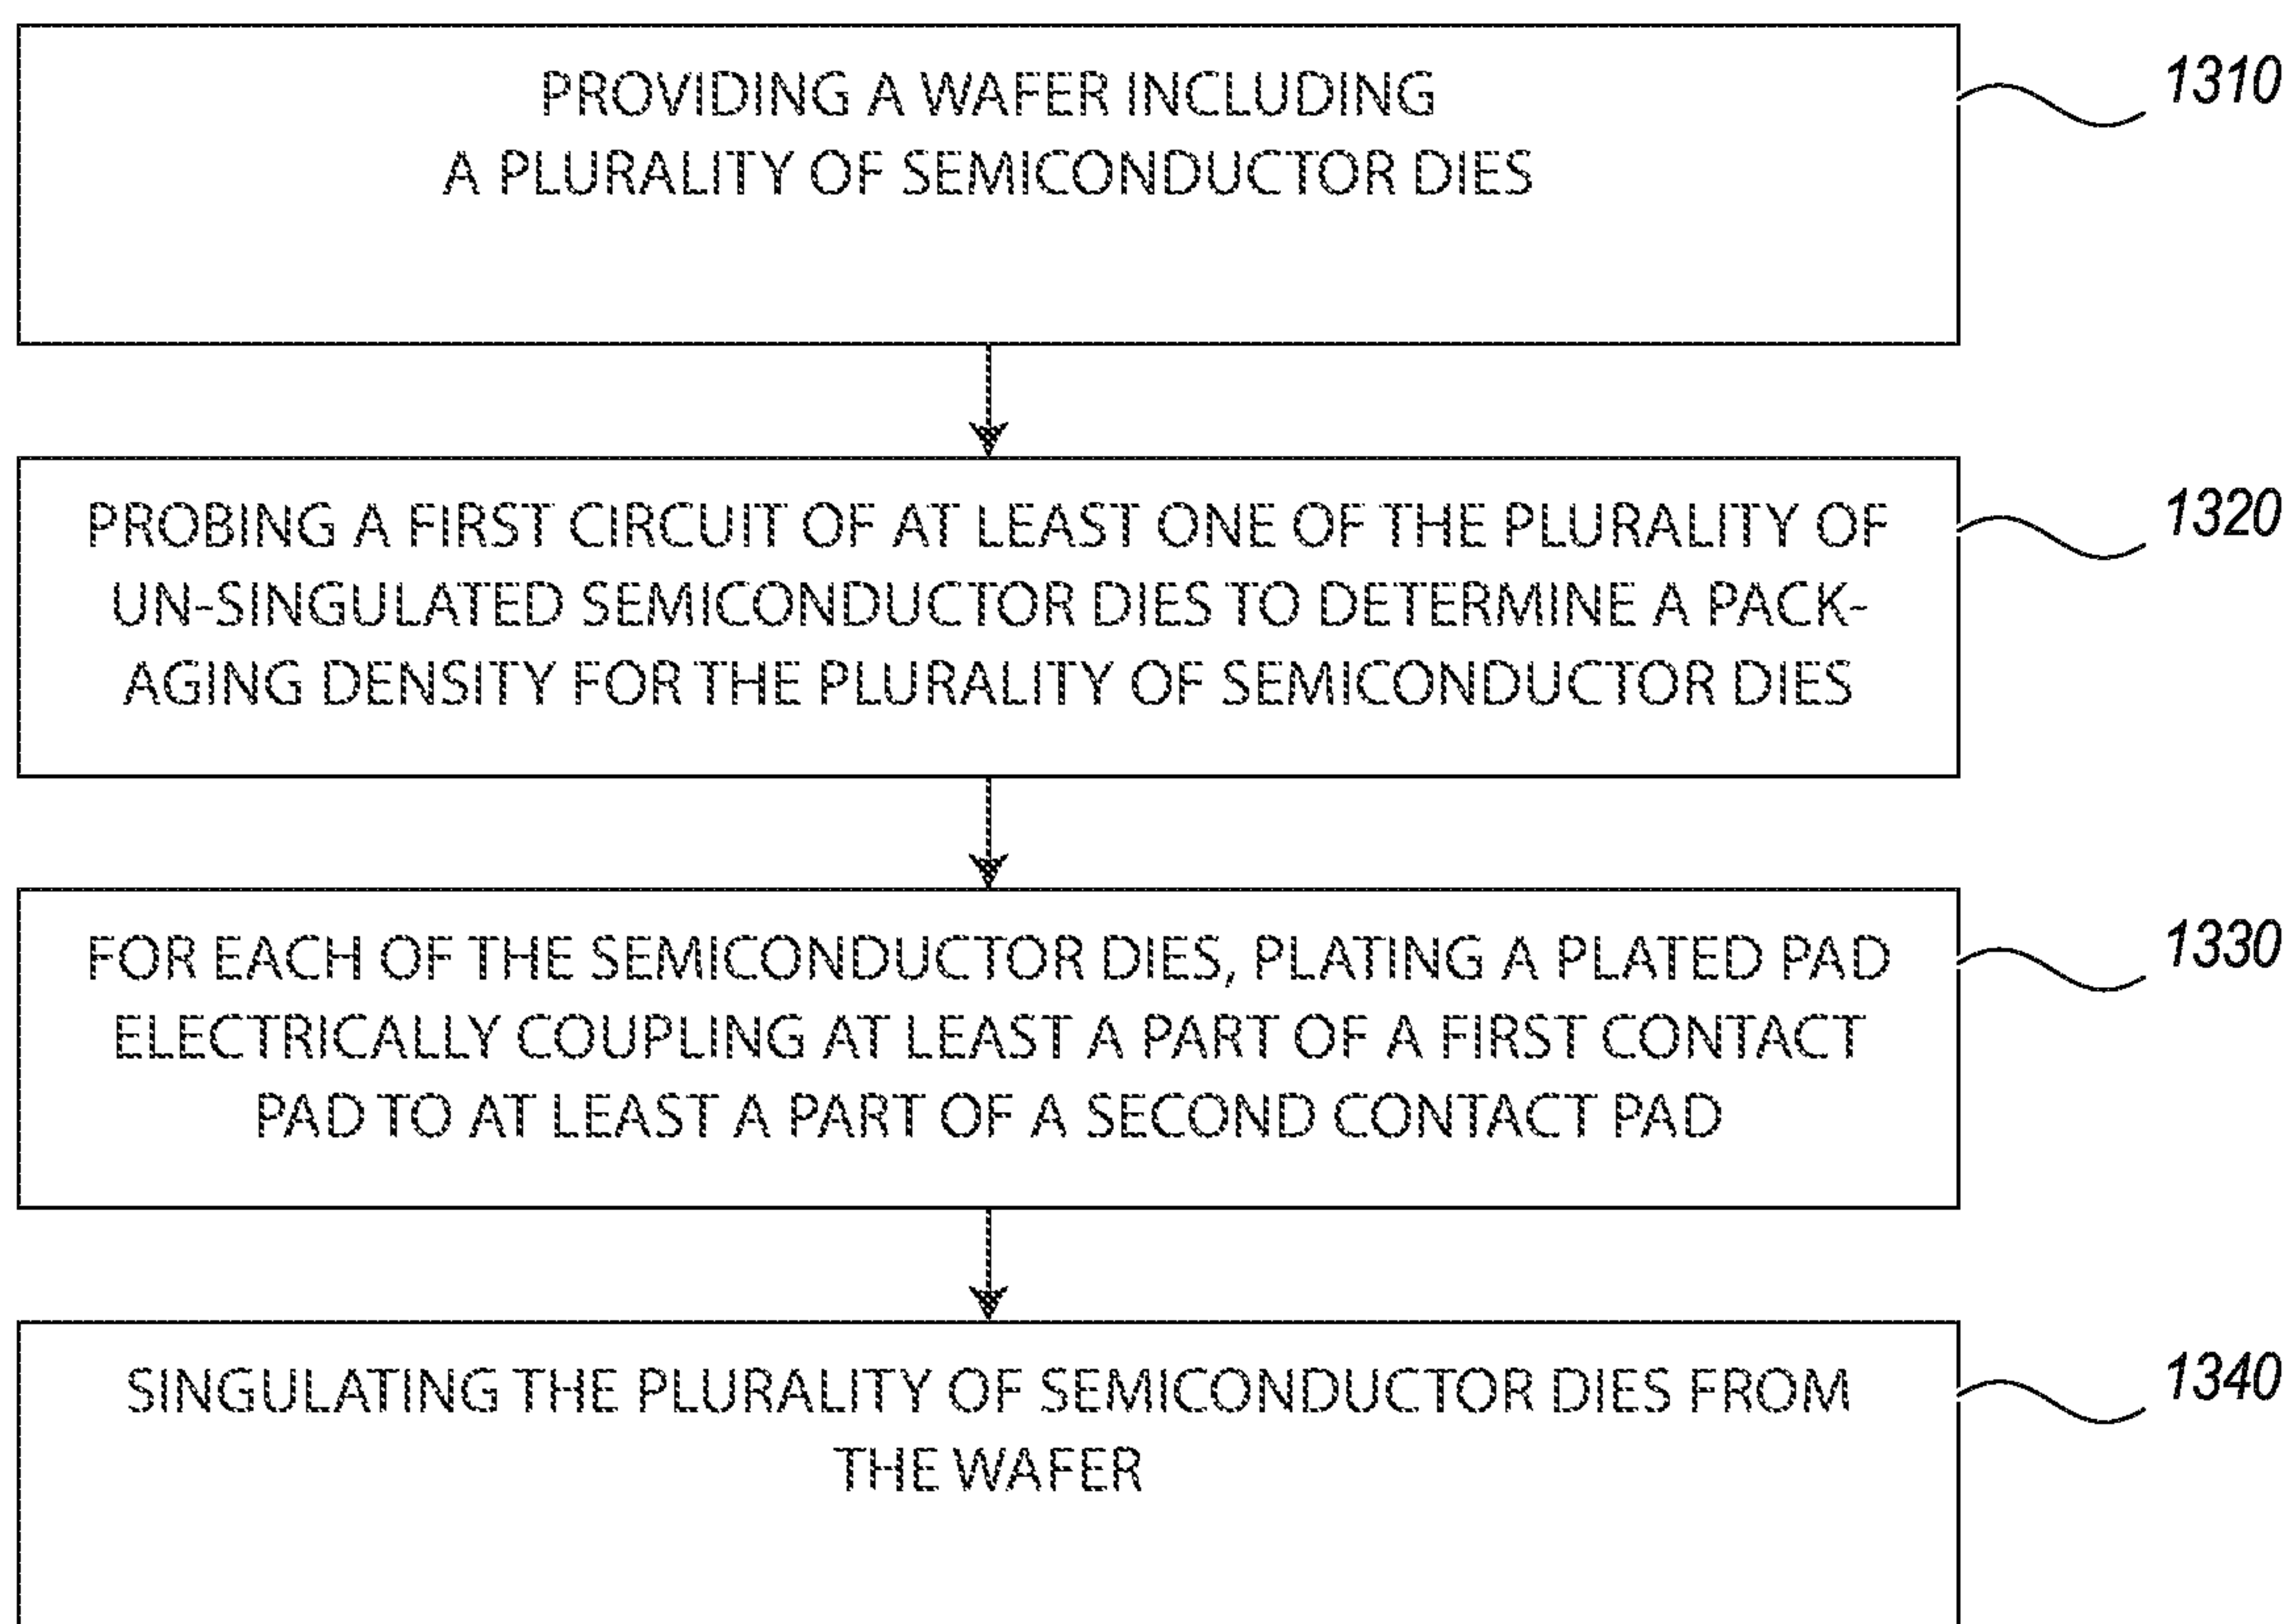 PROVIDING A WAFER INCLUDING
A PLURALITY OF SEMICONDUCTOR DIES
1310
PROBING A FIRST CIRCUIT OF AT LEAST ONE OF THE PLURALITY OF
UN-SINGULATED SEMICONDUCTOR DIES TO DETERMINE A PACK-
AGING DENSITY FOR THE PLURALITY OF SEMICONDUCTOR DIES
1320
FOR EACH OF THE SEMICONDUCTOR DIES, PLATING A PLATED PAD
ELECTRICALLY COUPLING AT LEAST A PART OF A FIRST CONTACT
PAD TO AT LEAST A PART OF A SECOND CONTACT PAD
1330
SINGULATING THE PLURALITY OF SEMICONDUCTOR DIES FROM
THE WAFER
1340